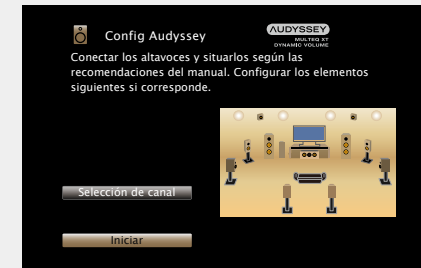 Config Audyssey
AUDYSSEY
MULTEQ XT
DYNAMIC VOLUME
Conectar los altavoces y situarlos según las
recomendaciones del manual. Configurar los elementos
siguientes si corresponde.
Selección de canal
Iniciar